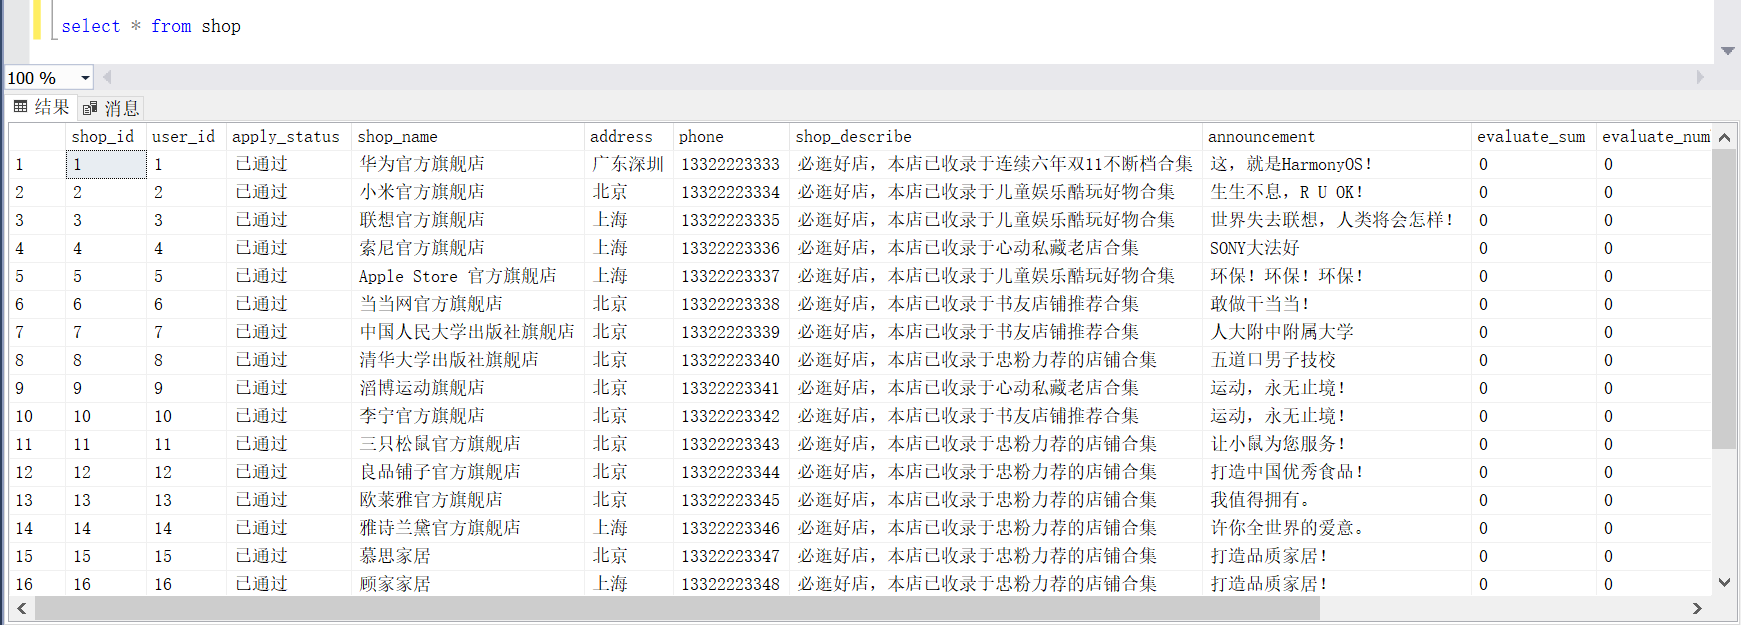 select * from shop
100 %
结果 消息
shop_id user_id apply_status shop_name address phone shop_describe announcement evaluate_sum evaluate_num
1 1 1 已通过 华为官方旗舰店 广东深圳 13322223333 必逛好店，本店已收录于连续六年双11不断档合集 这，就是HarmonyOS！ 0 0
2 2 2 已通过 小米官方旗舰店 北京 13322223334 必逛好店，本店已收录于儿童娱乐酷玩好物合集 生生不息，R U OK！ 0 0
3 3 3 已通过 联想官方旗舰店 上海 13322223335 必逛好店，本店已收录于儿童娱乐酷玩好物合集 世界失去联想，人类将会怎样！ 0 0
4 4 4 已通过 索尼官方旗舰店 上海 13322223336 必逛好店，本店已收录于心动私藏老店合集 SONY大法好 0 0
5 5 5 已通过 Apple Store 官方旗舰店 上海 13322223337 必逛好店，本店已收录于儿童娱乐酷玩好物合集 环保！环保！环保！ 0 0
6 6 6 已通过 当当网官方旗舰店 北京 13322223338 必逛好店，本店已收录于书友店铺推荐合集 敢做干当当！ 0 0
7 7 7 已通过 中国人民大学出版社旗舰店 北京 13322223339 必逛好店，本店已收录于书友店铺推荐合集 人大附中附属大学 0 0
8 8 8 已通过 清华大学出版社旗舰店 北京 13322223340 必逛好店，本店已收录于忠粉力荐的店铺合集 五道口男子技校 0 0
9 9 9 已通过 滔博运动旗舰店 北京 13322223341 必逛好店，本店已收录于心动私藏老店合集 运动，永无止境！ 0 0
10 10 10 已通过 李宁官方旗舰店 北京 13322223342 必逛好店，本店已收录于书友店铺推荐合集 运动，永无止境！ 0 0
11 11 11 已通过 三只松鼠官方旗舰店 北京 13322223343 必逛好店，本店已收录于忠粉力荐的店铺合集 让小鼠为您服务！ 0 0
12 12 12 已通过 良品铺子官方旗舰店 北京 13322223344 必逛好店，本店已收录于忠粉力荐的店铺合集 打造中国优秀食品！ 0 0
13 13 13 已通过 欧莱雅官方旗舰店 北京 13322223345 必逛好店，本店已收录于忠粉力荐的店铺合集 我值得拥有。 0 0
14 14 14 已通过 雅诗兰黛官方旗舰店 上海 13322223346 必逛好店，本店已收录于忠粉力荐的店铺合集 许你全世界的爱意。 0 0
15 15 15 已通过 慕思家居 北京 13322223347 必逛好店，本店已收录于忠粉力荐的店铺合集 打造品质家居！ 0 0
16 16 16 已通过 顾家家居 上海 13322223348 必逛好店，本店已收录于忠粉力荐的店铺合集 打造品质家居！ 0 0